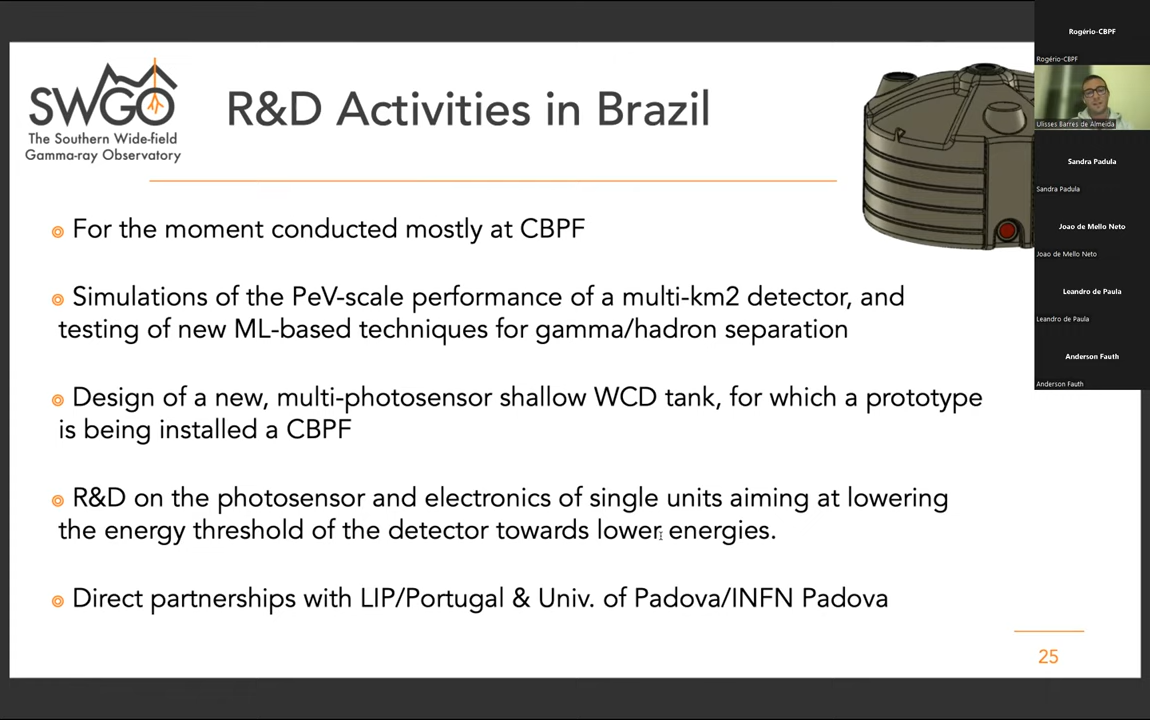 SWGO
The Southern Wide-field
Gamma-ray Observatory
R&D Activities in Brazil
For the moment conducted mostly at CBPF
Simulations of the PeV-scale performance of a multi-km2 detector, and
testing of new ML-based techniques for gamma/hadron separation
Design of a new, multi-photosensor shallow WCD tank, for which a prototype
is being installed a CBPF
R&D on the photosensor and electronics of single units aiming at lowering
the energy threshold of the detector towards lower energies.
Direct partnerships with LIP/Portugal & Univ. of Padova/INFN Padova
25
Rogério-CBPF
Rogério-CBPF
Ulisses Barres de Almeida
Sandra Padula
Sandra Padula
Joao de Mello Neto
Joao de Mello Neto
Leandro de Paula
Leandro de Paula
Anderson Fauth
Anderson Fauth